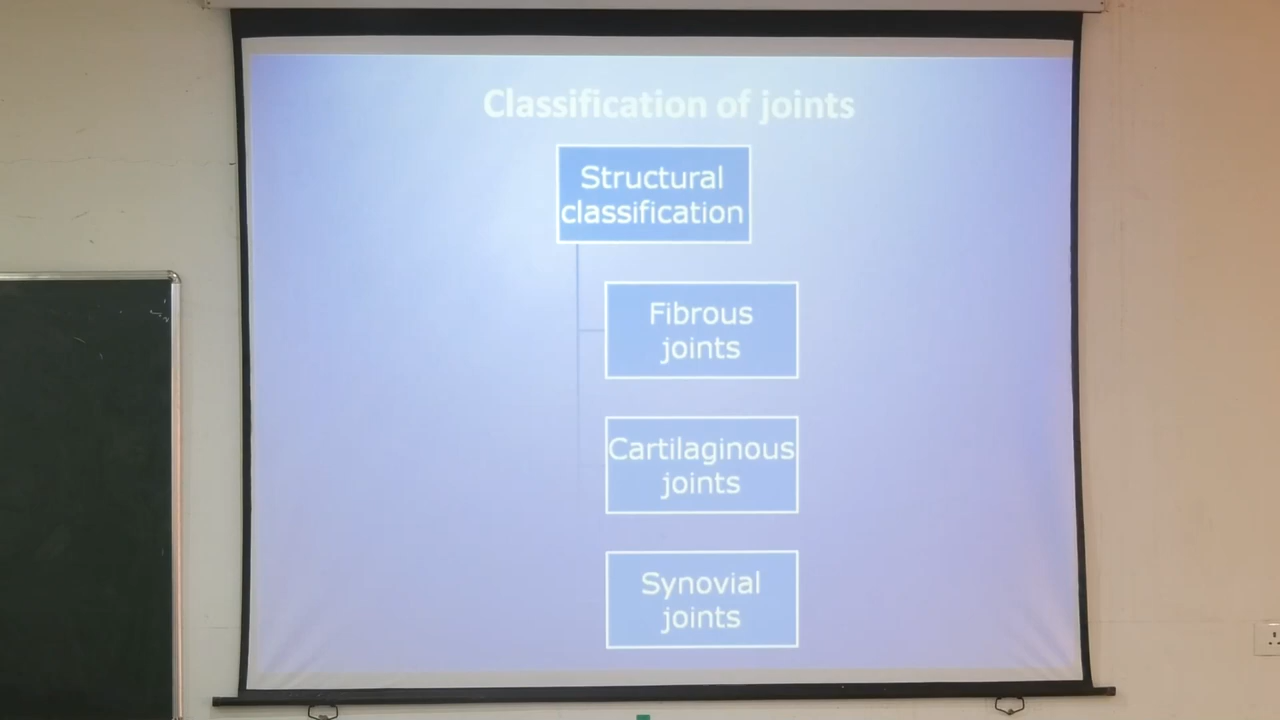 Classification of joints
Structural
classification
Fibrous
joints
Cartilaginous
joints
Synovial
joints